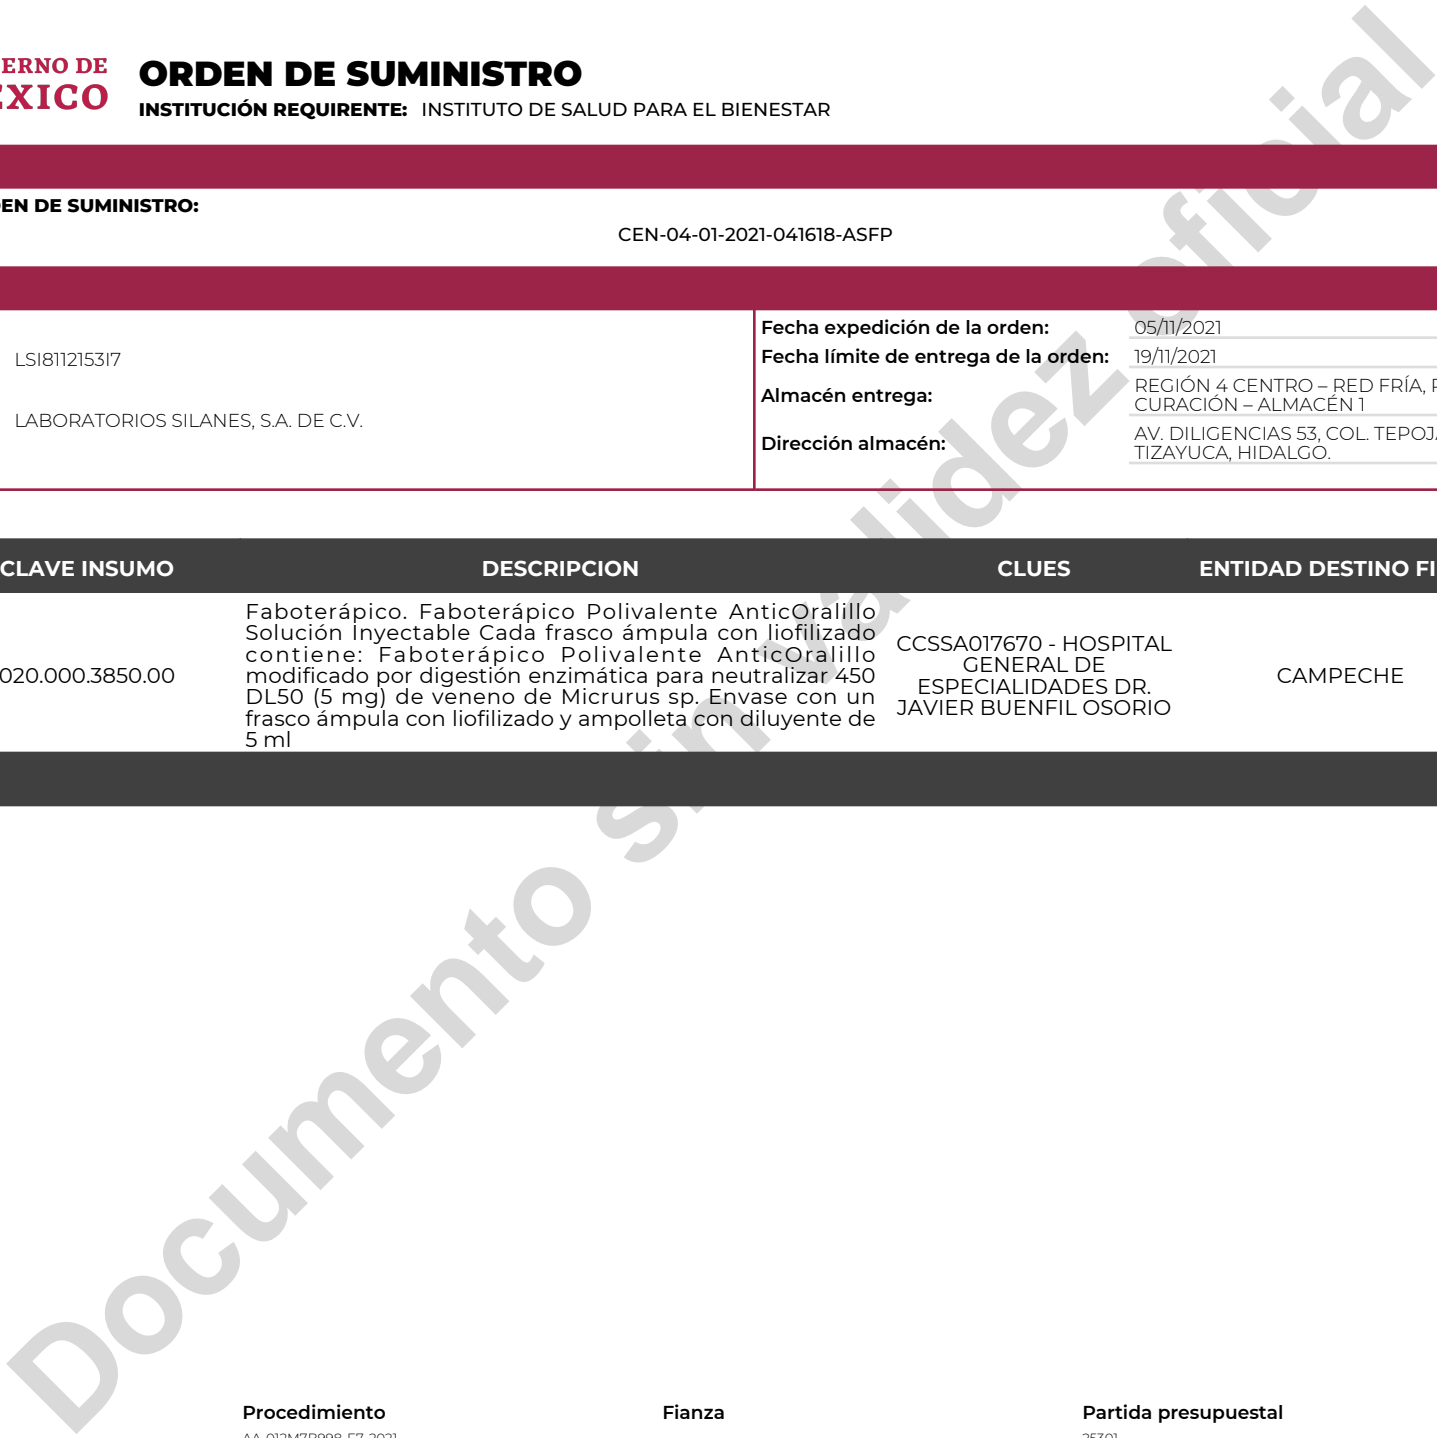 ERNO DE
ORDEN DE SUMINISTRO
INSTITUCIÓN REQUIRENTE: INSTITUTO DE SALUD PARA EL BIENESTAR
EN DE SUMINISTRO:
CEN-04-01-2021-041618-ASFP
LSI8112153I7
LABORATORIOS SILANES, S.A. DE C.V.
Fecha expedición de la orden: 05/11/2021
Fecha límite de entrega de la orden: 19/11/2021
Almacén entrega: REGIÓN 4 CENTRO – RED FRÍA,
CURACIÓN – ALMACÉN 1
Dirección almacén: AV. DILIGENCIAS 53, COL. TEPOJ
TIZAYUCA, HIDALGO.
CLAVE INSUMO DESCRIPCION CLUES ENTIDAD DESTINO FI
020.000.3850.00
Faboterápico. Faboterápico Polivalente AnticOralillo
Solución Inyectable Cada frasco ámpula con liofilizado
contiene: Faboterápico Polivalente AnticOralillo
modificado por digestión enzimática para neutralizar 450
DL50 (5 mg) de veneno de Micrurus sp. Envase con un
frasco ámpula con liofilizado y ampolleta con diluyente de
5 ml
CCSSA017670 - HOSPITAL
GENERAL DE
ESPECIALIDADES DR.
JAVIER BUENFIL OSORIO
CAMPECHE
Documento sin validez oficial
Procedimiento Fianza Partida presupuestal